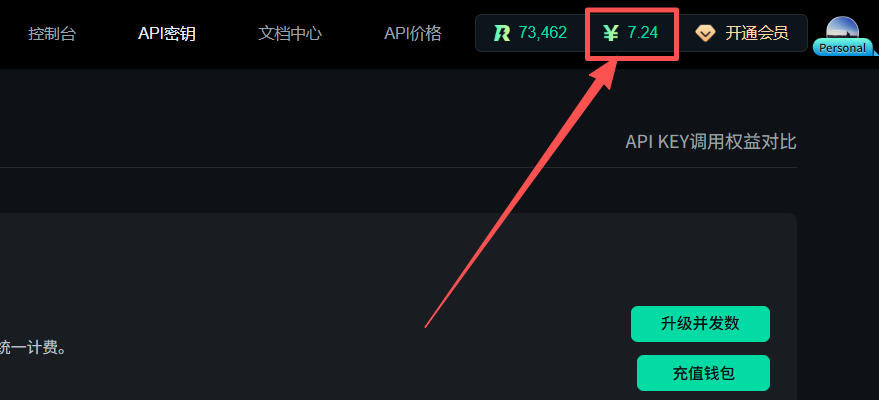 控制台 API密钥 文档中心 API价格 73,462 ¥ 7.24 开通会员
Personal
API KEY调用权益对比
升级并发数
统一计费。
充值钱包